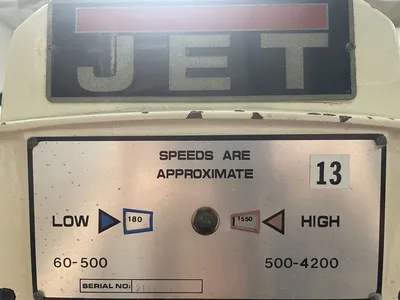 JET
SPEEDS ARE
APPROXIMATE
13
LOW 180 1550 HIGH
60-500 500-4200
SERIAL NO: